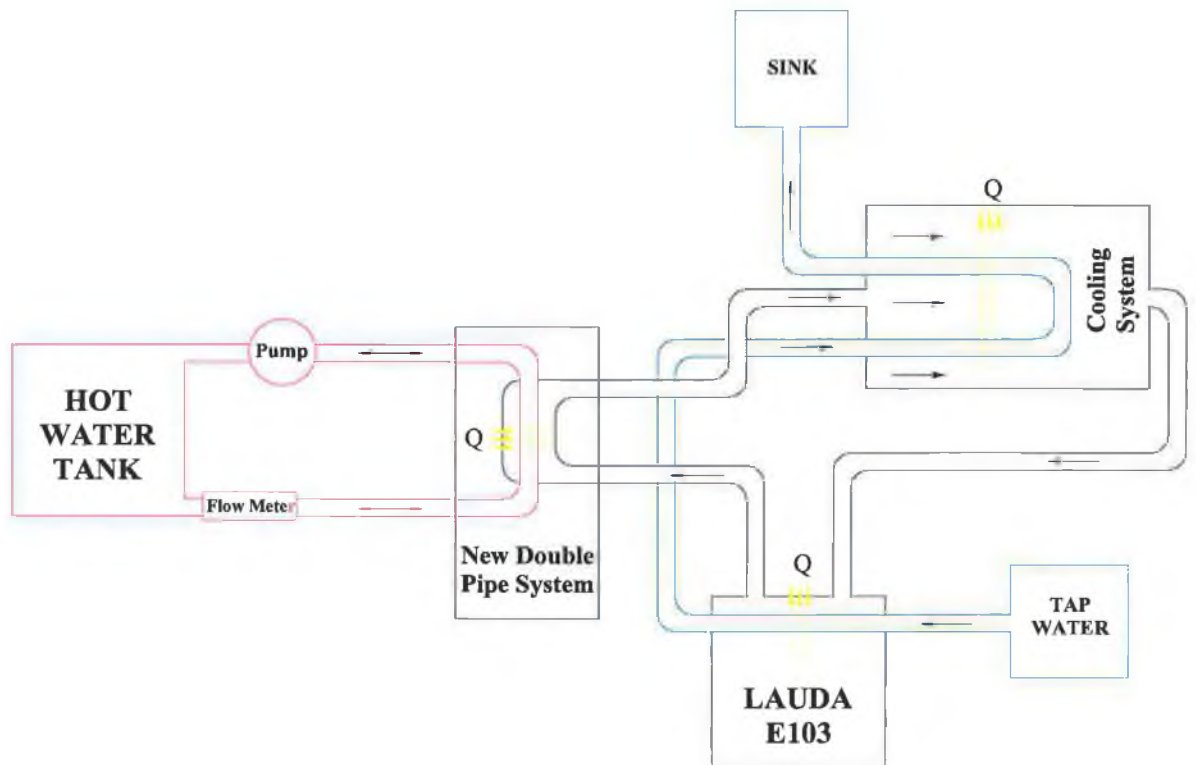 SINK
Q
Cooling
System
Pump
HOT
WATER
TANK
Q
Flow Meter
New Double
Pipe System
Q
TAP
WATER
LAUDA
E103